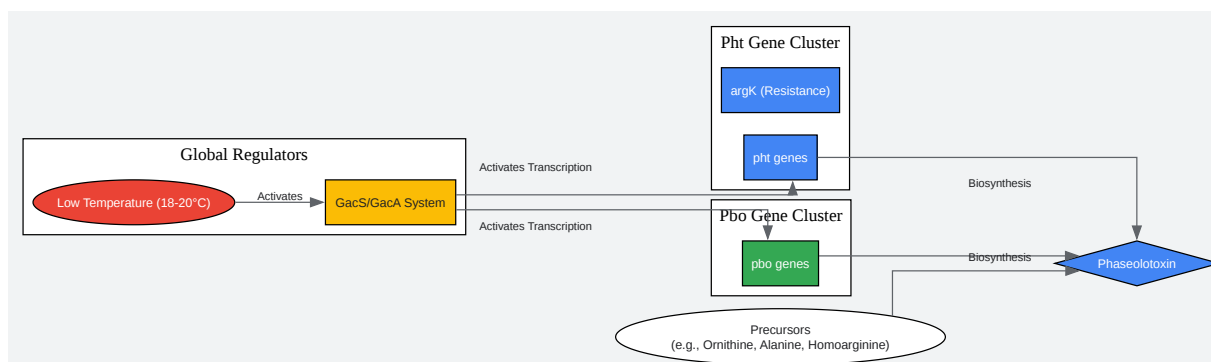 Pht Gene Cluster
argK (Resistance)
pht genes
Global Regulators
Low Temperature (18-20°C)
Activates
GacS/GacA System
Activates Transcription
Activates Transcription
Biosynthesis
Pbo Gene Cluster
pbo genes
Biosynthesis
Phaseolotoxin
Precursors
(e.g., Ornithine, Alanine, Homoarginine)